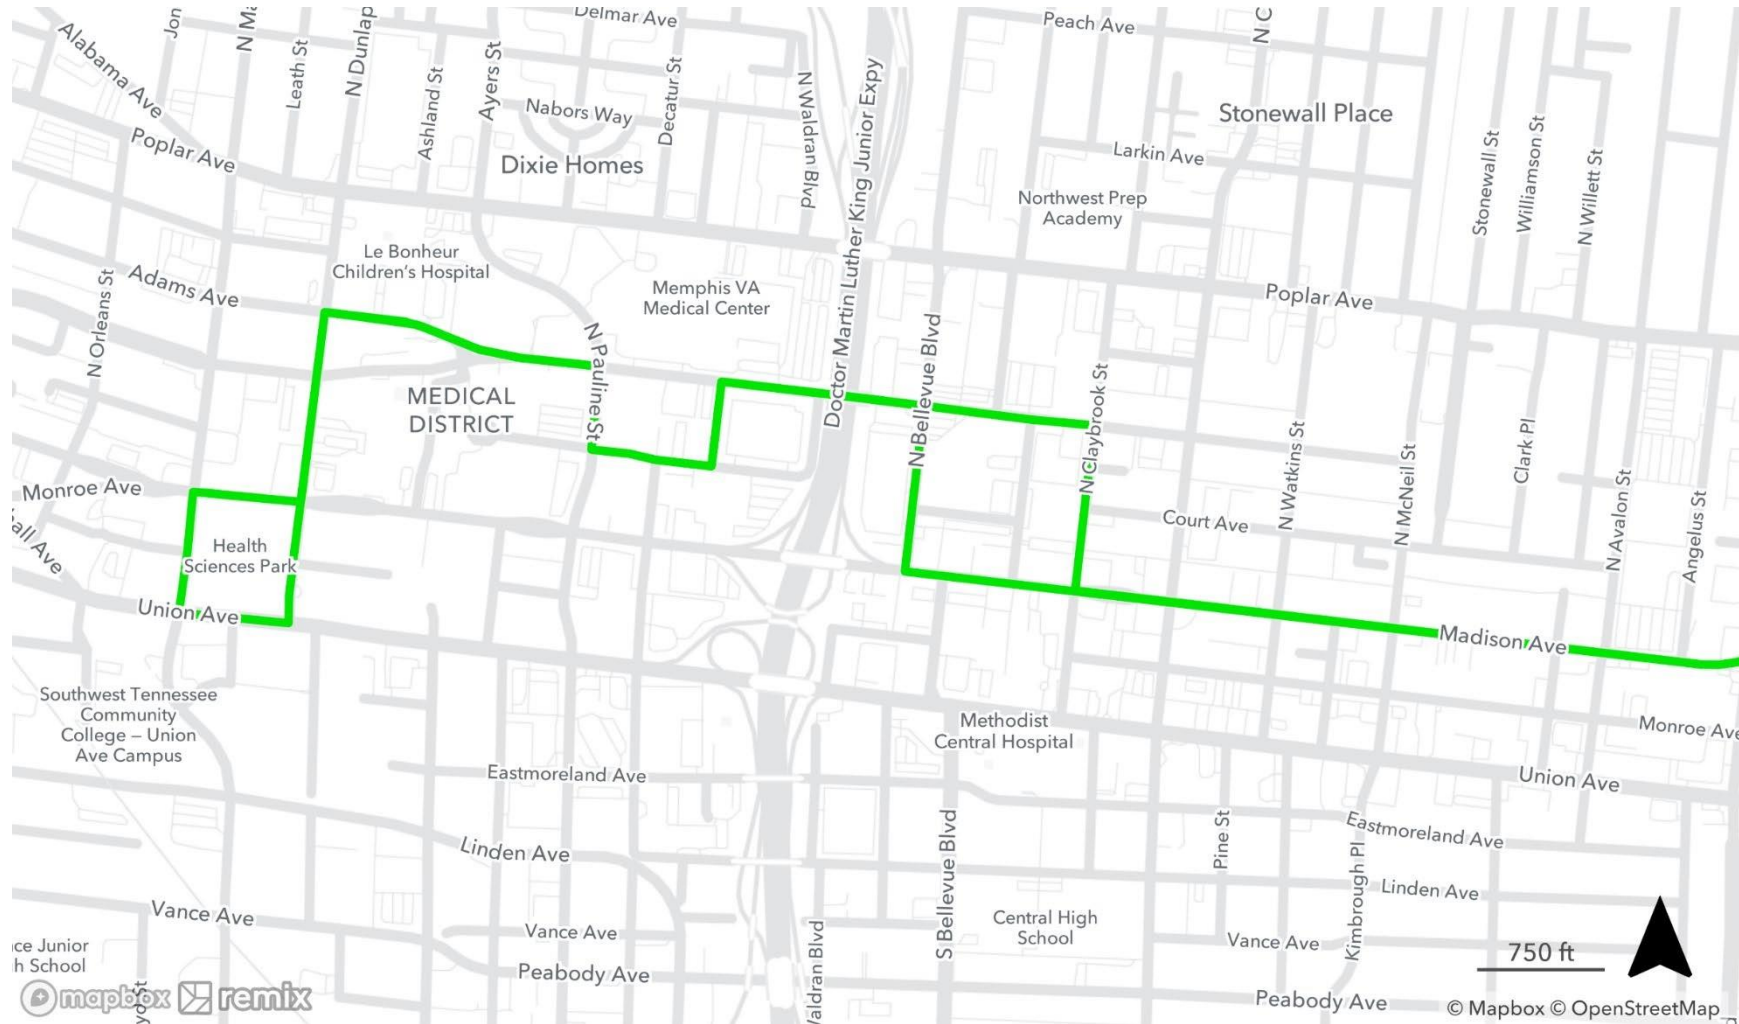 Delmar Ave
Peach Ave
Alabama Ave
Leath St
N Dunlap
Ashland St
Ayers St
Nabors Way
Decatur St
N Waldran Blvd
Doctor Martin Luther King Junior Expy
Stonewall Place
Stonewall St
Williamson St
N Willett St
Poplar Ave
Dixie Homes
Larkin Ave
Northwest Prep
Academy
Le Bonheur
Children's Hospital
Memphis VA
Medical Center
Adams Ave
N Orleans St
Poplar Ave
N Pauline St
N Bellevue Blvd
N Claybrook St
MEDICAL
DISTRICT
N Watkins St
N McNeil St
Clark Pl
N Avalon St
Angelus St
Monroe Ave
Court Ave
Health
Sciences Park
Union Ave
Madison Ave
Southwest Tennessee
Community
College – Union
Ave Campus
Methodist
Central Hospital
Monroe Ave
Eastmoreland Ave
Union Ave
Linden Ave
S Bellevue Blvd
Pine St
Kimbrough Pl
Eastmoreland Ave
Linden Ave
Vance Ave
Vance Ave
Central High
School
Vance Ave
750 ft
ce Junior
h School
Peabody Ave
Waldran Blvd
Peabody Ave
mapbox remix
© Mapbox © OpenStreetMap